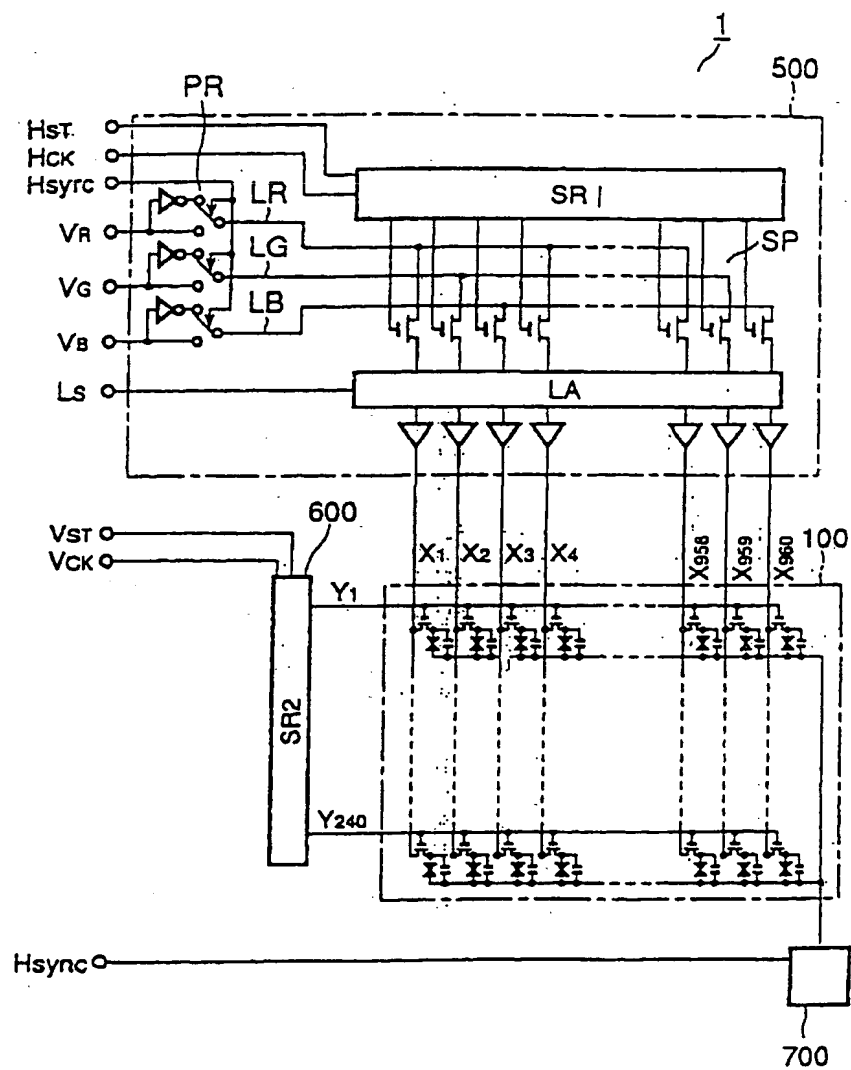 1
500
PR
HST
HCK
Hsync
LR
SR1
VR
LG
SP
VG
LB
VB
LS
LA
VST
VCK
600
X1 X2 X3 X4 X958 X959 X960
100
Y1
SR2
Y240
Hsync
700